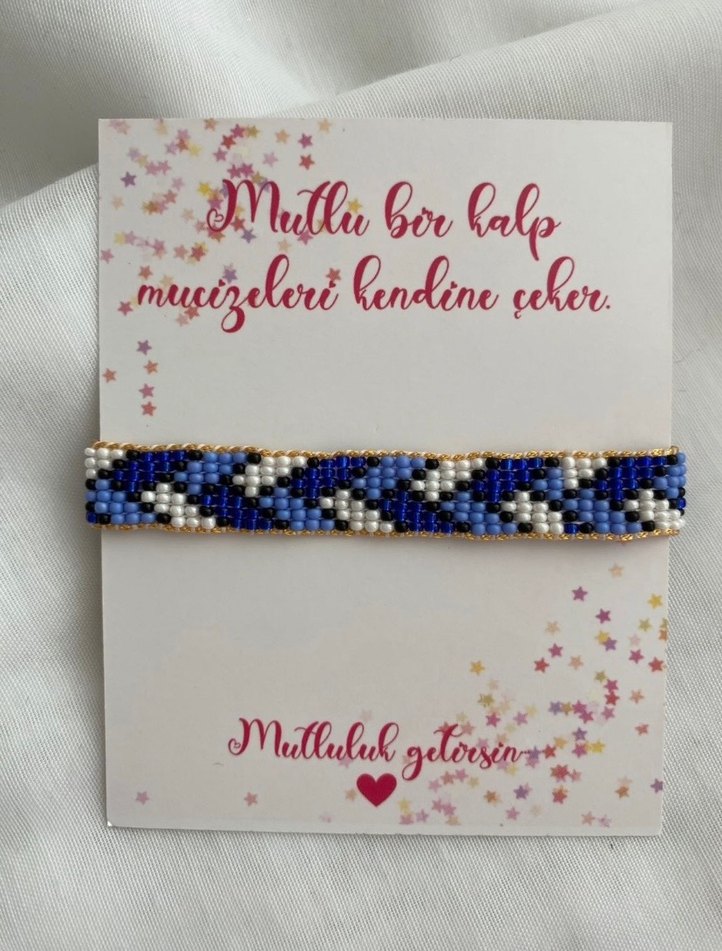 Mutlu bir kalp
mucizeleri kendine çeker.
Mutluluk getirsin